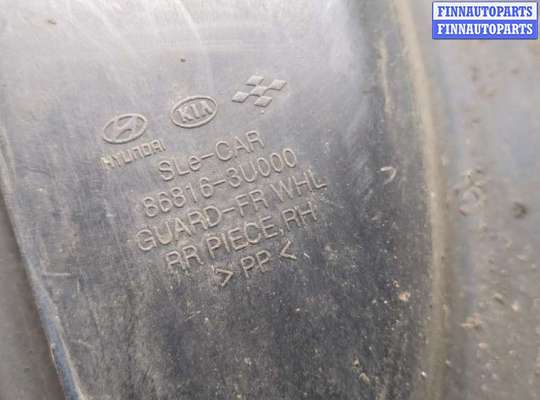 FINNAUTOPARTS
FINNAUTOPARTS
HYUNDAI
KIA
SLe-CAR
86816-3U000
GUARD-FR WHL
RR PIECE,RH
>PP<